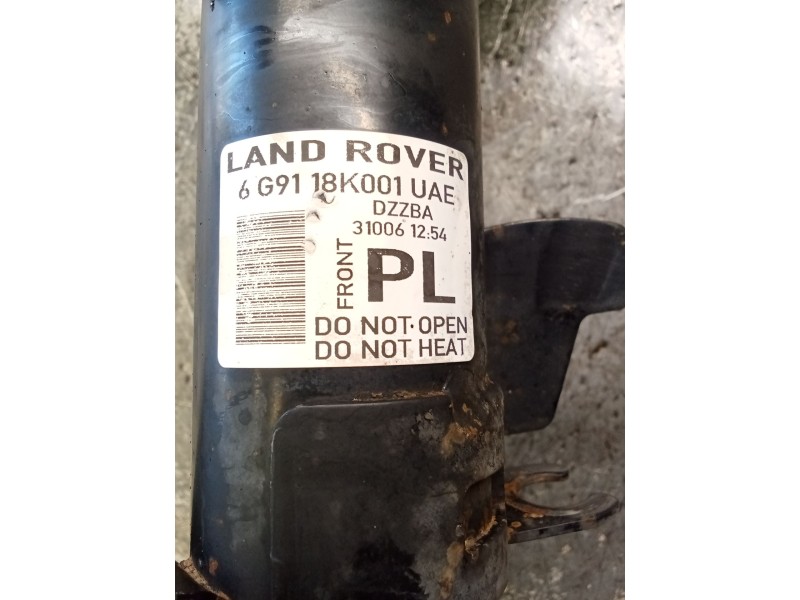 LAND ROVER
6 G91 18K001 UAE
DZZBA
31006 12:54
FRONT
PL
DO NOT OPEN
DO NOT HEAT